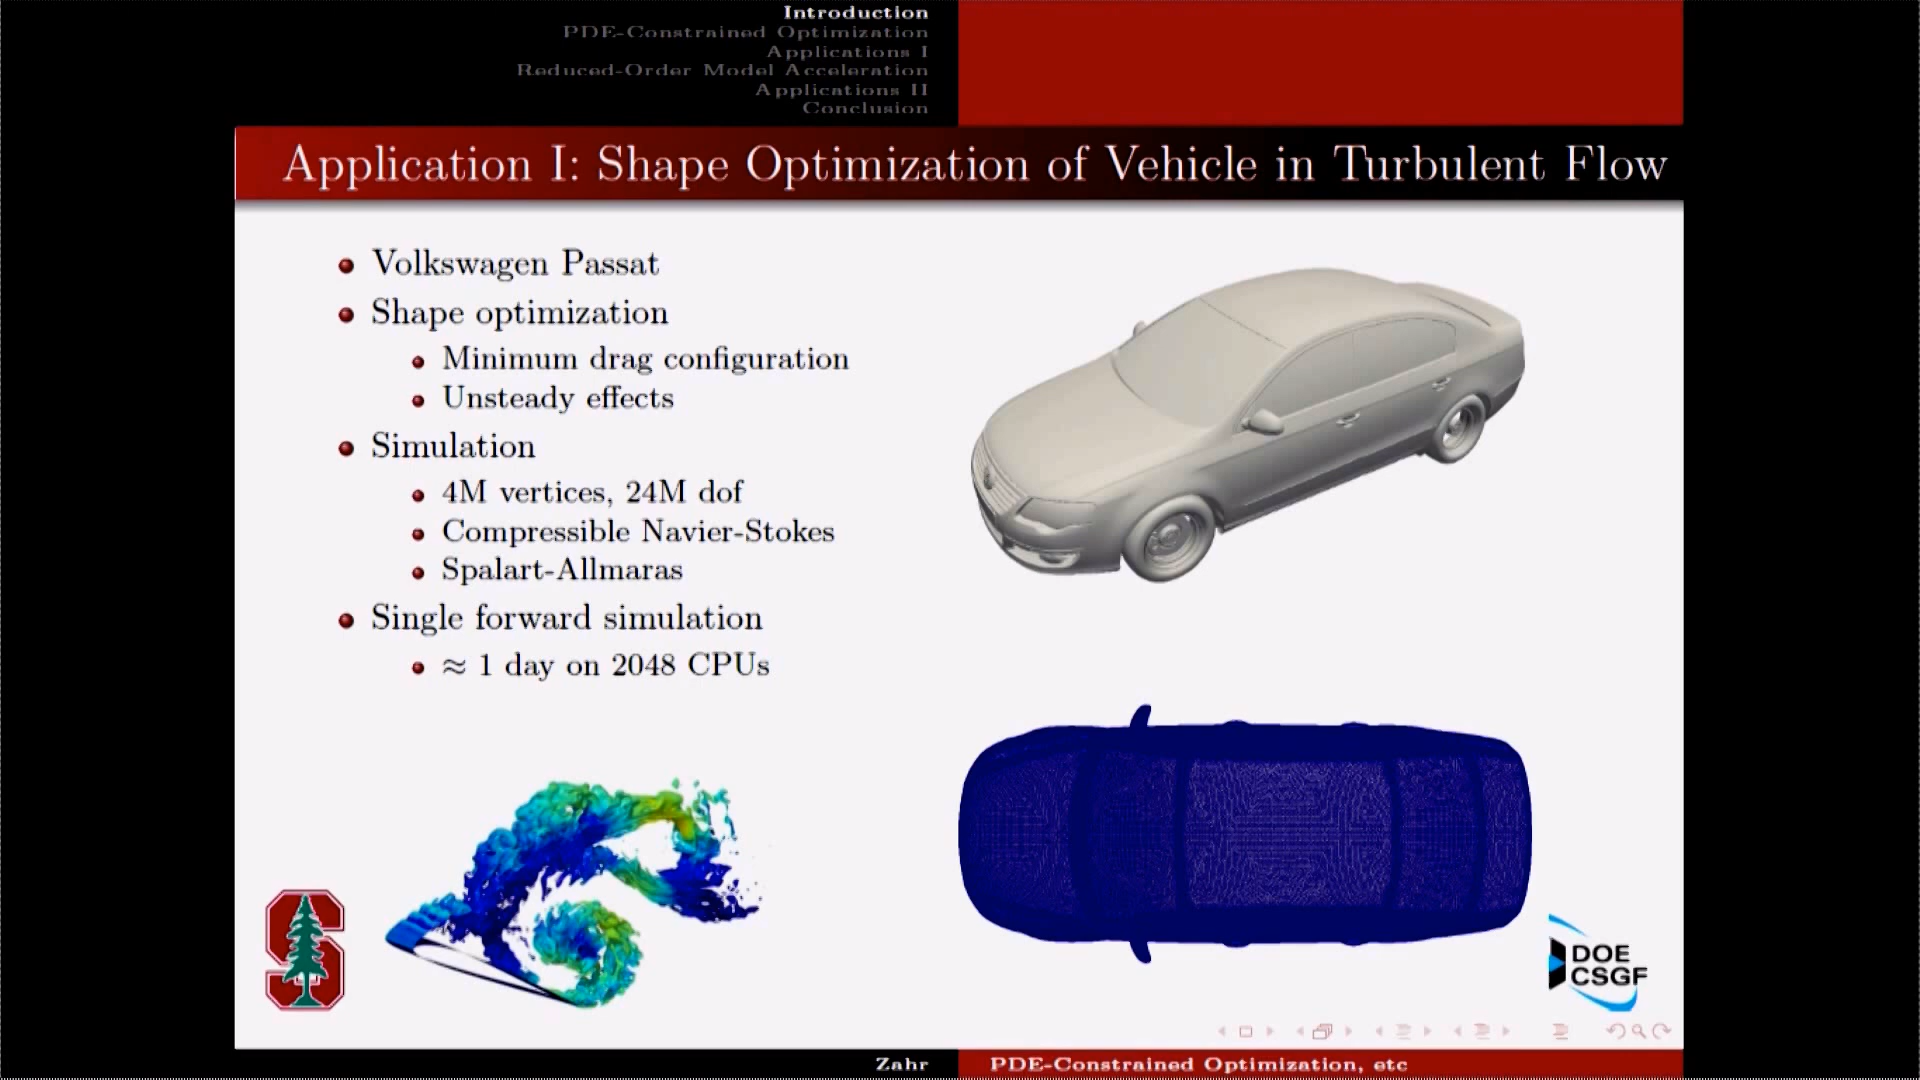 Introduction
PDE-Constrained Optimization
Applications I
Reduced-Order Model Acceleration
Applications II
Conclusion
Application I: Shape Optimization of Vehicle in Turbulent Flow
Volkswagen Passat
Shape optimization
Minimum drag configuration
Unsteady effects
Simulation
4M vertices, 24M dof
Compressible Navier-Stokes
Spalart-Allmaras
Single forward simulation
≈ 1 day on 2048 CPUs
S
DOE
CSGF
Zahr
PDE-Constrained Optimization, etc